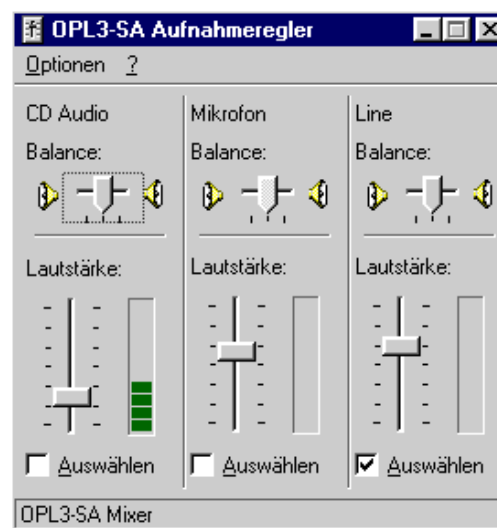 OPL3-SA Aufnahmeregler
Optionen ?
CD Audio Mikrofon Line
Balance: Balance: Balance:
Lautstärke: Lautstärke: Lautstärke:
Auswählen Auswählen Auswählen
OPL3-SA Mixer